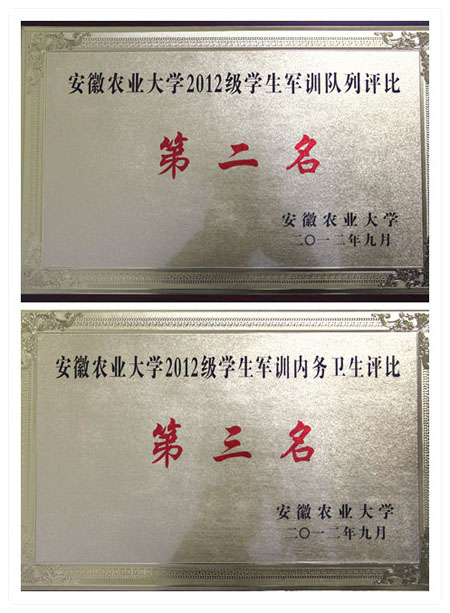 安徽农业大学2012级学生军训队列评比
第二名
安徽农业大学
二〇一二年九月
安徽农业大学2012级学生军训内务卫生评比
第三名
安徽农业大学
二〇一二年九月